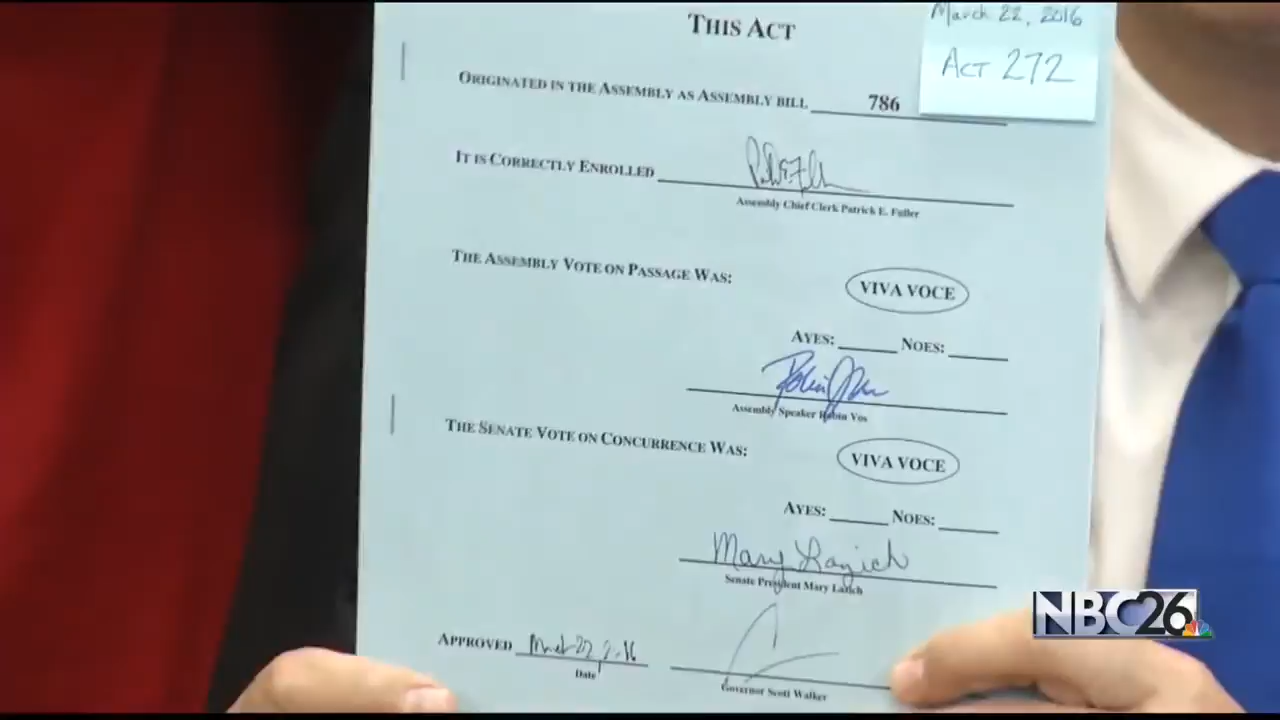 March 22, 2016
ACT 272
THIS ACT
ORIGINATED IN THE ASSEMBLY AS ASSEMBLY BILL 786
IT IS CORRECTLY ENROLLED
Assembly Chief Clerk Patrick E. Fuller
THE ASSEMBLY VOTE ON PASSAGE WAS:
VIVA VOCE
AYES: NOES:
Assembly Speaker Robin Vos
THE SENATE VOTE ON CONCURRENCE WAS:
VIVA VOCE
AYES: NOES:
Mary Lazich
Senate President Mary Lazich
APPROVED
Date
Governor Scott Walker
NBC26